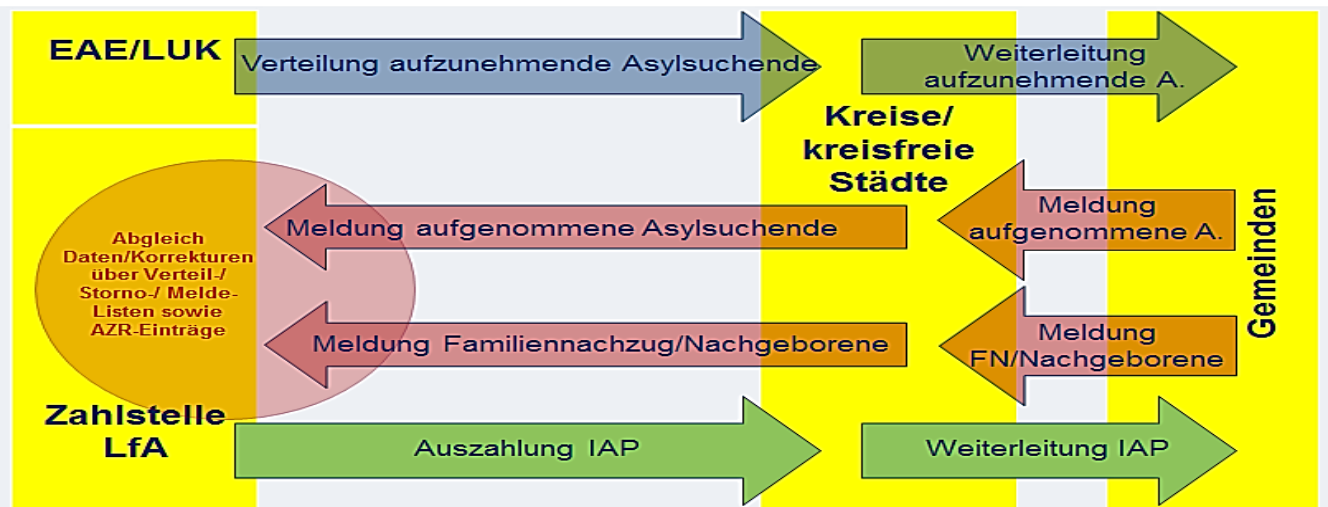 EAE/LUK
Verteilung aufzunehmende Asylsuchende
Weiterleitung
aufzunehmende A.
Kreise/
kreisfreie
Städte
Meldung aufgenommene Asylsuchende
Meldung
aufgenommene A.
Gemeinden
Abgleich
Daten/Korrekturen
über Verteil-/
Storno-/ Melde-
Listen sowie
AZR-Einträge
Meldung Familiennachzug/Nachgeborene
Meldung
FN/Nachgeborene
Zahlstelle
LfA
Auszahlung IAP
Weiterleitung IAP